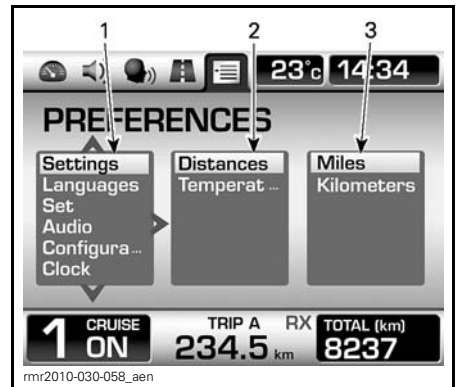 1 2 3
23°c 14:34
PREFERENCES
Settings
Languages
Set
Audio
Configura...
Clock
Distances
Temperat ...
Miles
Kilometers
1 CRUISE ON
TRIP A RX
234.5 km
TOTAL (km)
8237
rmr2010-030-058_aen